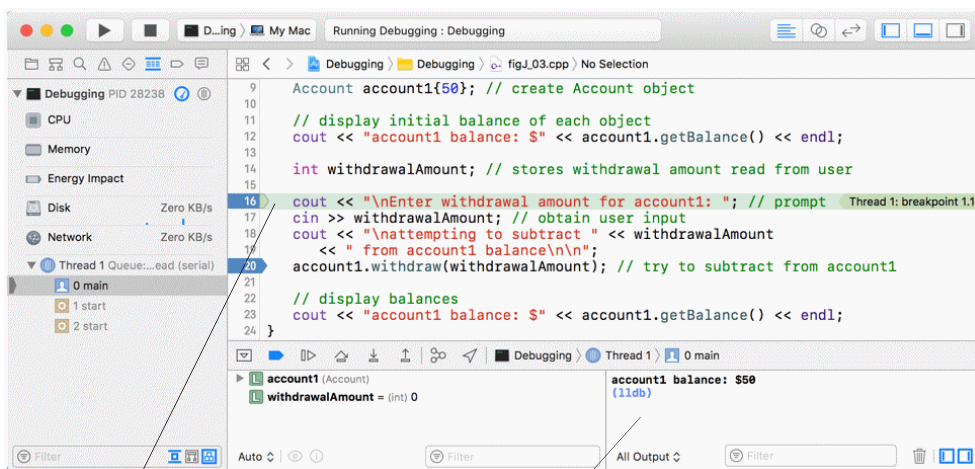 D...ing 〉 My Mac Running Debugging : Debugging
Debugging 〉 Debugging 〉 figJ_03.cpp 〉 No Selection
Debugging PID 28238
CPU
Memory
Energy Impact
Disk Zero KB/s
Network Zero KB/s
Thread 1 Queue:...ead (serial)
0 main
1 start
2 start
Filter
9 Account account1{50}; // create Account object
10
11 // display initial balance of each object
12 cout << "account1 balance: $" << account1.getBalance() << endl;
13
14 int withdrawalAmount; // stores withdrawal amount read from user
15
16 cout << "\nEnter withdrawal amount for account1: "; // prompt Thread 1: breakpoint 1.1
17 cin >> withdrawalAmount; // obtain user input
18 cout << "\nattempting to subtract " << withdrawalAmount
19 << " from account1 balance\n\n";
20 account1.withdraw(withdrawalAmount); // try to subtract from account1
21
22 // display balances
23 cout << "account1 balance: $" << account1.getBalance() << endl;
24 }
Debugging 〉 Thread 1 〉 0 main
account1 (Account)
withdrawalAmount = (int) 0
Auto Filter
account1 balance: $50
(lldb)
All Output Filter